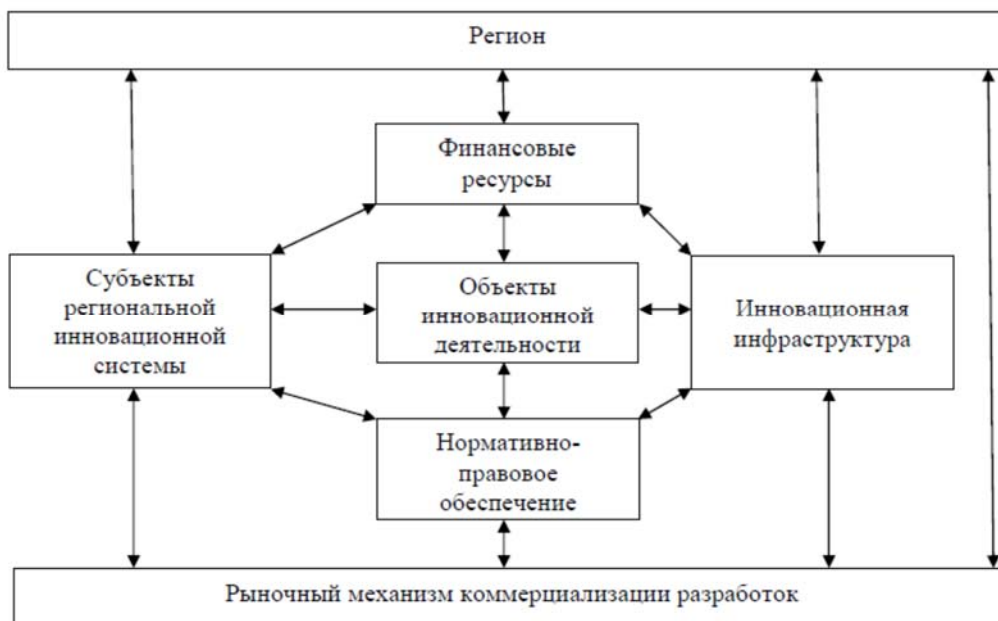 Регион
Финансовые
ресурсы
Субъекты
региональной
инновационной
системы
Объекты
инновационной
деятельности
Инновационная
инфраструктура
Нормативно-
правовое
обеспечение
Рыночный механизм коммерциализации разработок